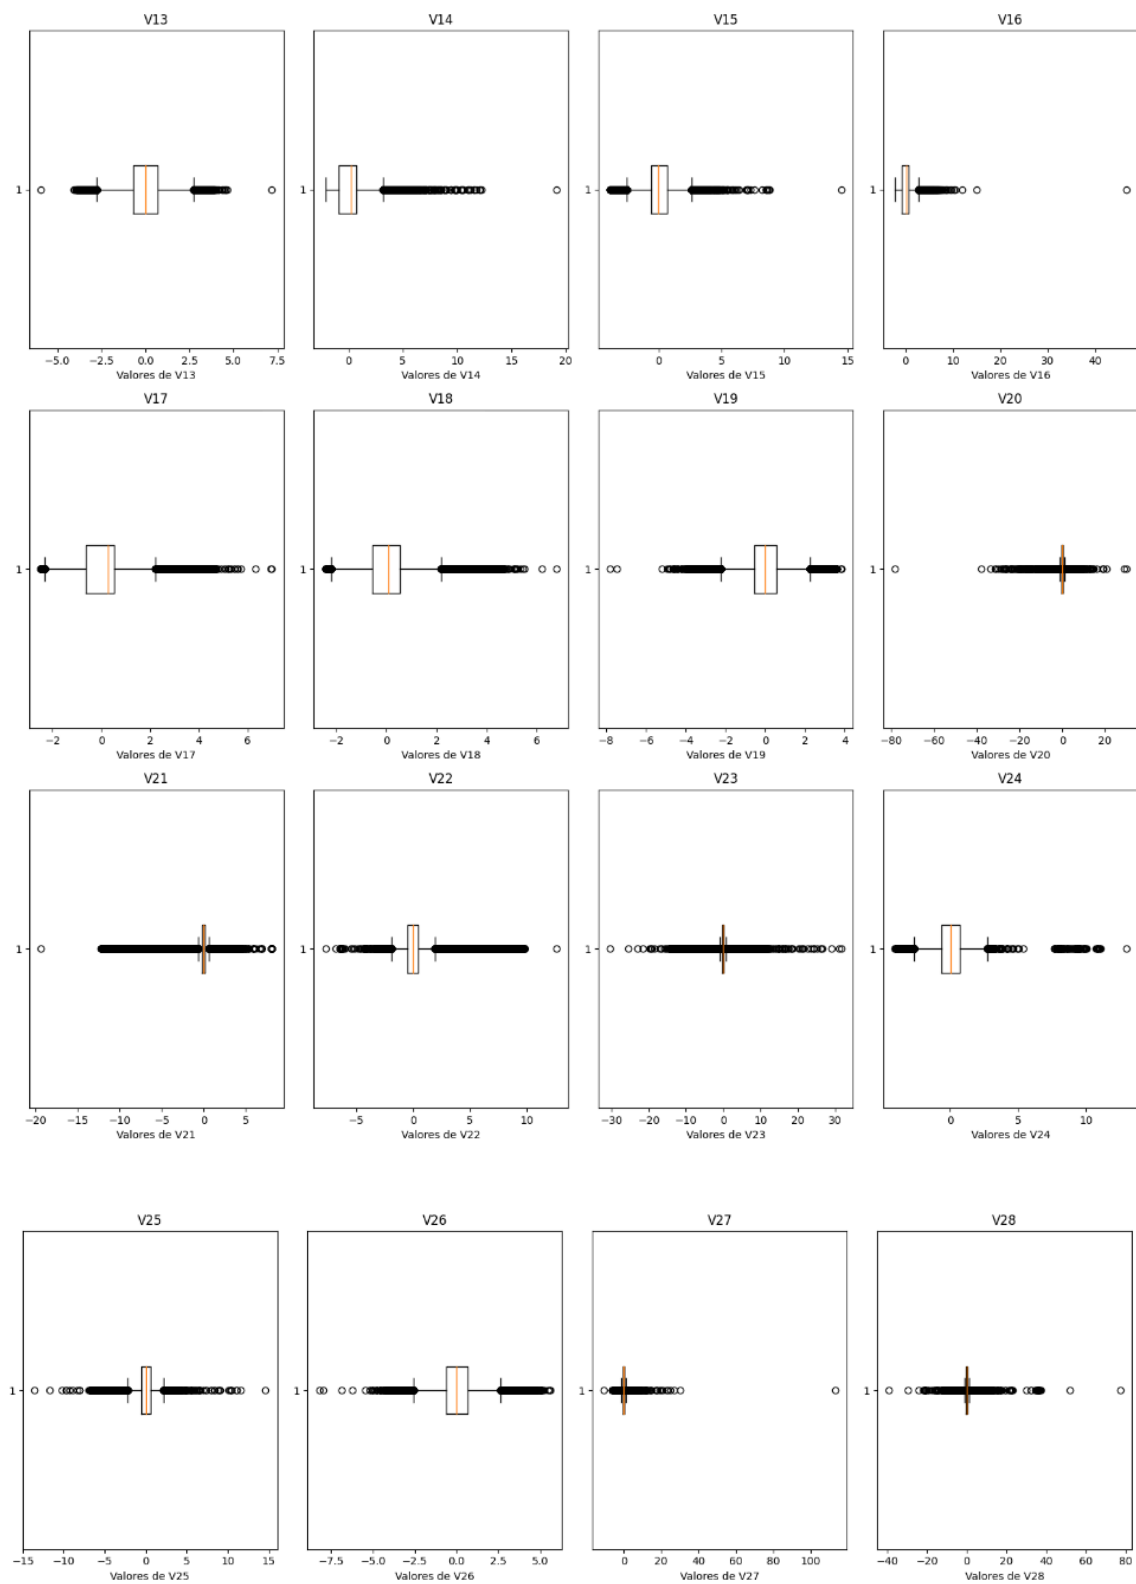 V13 V14 V15 V16
1 1 1 1
−5.0 −2.5 0.0 2.5 5.0 7.5 0 5 10 15 20 0 5 10 15 0 10 20 30 40
Valores de V13 Valores de V14 Valores de V15 Valores de V16
V17 V18 V19 V20
1 1 1 1
−2 0 2 4 6 −2 0 2 4 6 −8 −6 −4 −2 0 2 4 −80 −60 −40 −20 0 20
Valores de V17 Valores de V18 Valores de V19 Valores de V20
V21 V22 V23 V24
1 1 1 1
−20 −15 −10 −5 0 5 −5 0 5 10 −30 −20 −10 0 10 20 30 0 5 10
Valores de V21 Valores de V22 Valores de V23 Valores de V24
V25 V26 V27 V28
1 1 1 1
−15 −10 −5 0 5 10 15 −7.5 −5.0 −2.5 0.0 2.5 5.0 0 20 40 60 80 100 −40 −20 0 20 40 60 80
Valores de V25 Valores de V26 Valores de V27 Valores de V28